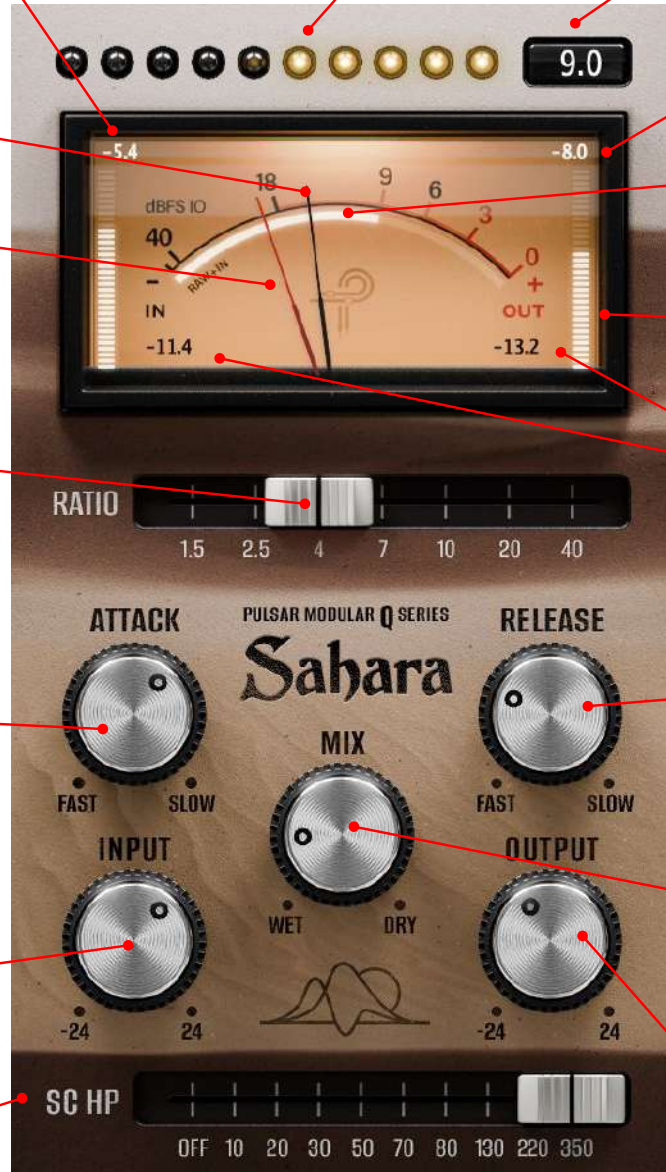 9.0
-5.4
-8.0
18
9
6
dBFS IO
3
40
0
- RAW+IN
+
IN
OUT
-11.4
-13.2
RATIO
1.5 2.5 4 7 10 20 40
ATTACK
PULSAR MODULAR Q SERIES
RELEASE
Sahara
MIX
FAST SLOW
FAST SLOW
INPUT
OUTPUT
WET DRY
-24 24
-24 24
SC HP
OFF 10 20 30 50 70 80 130 220 350